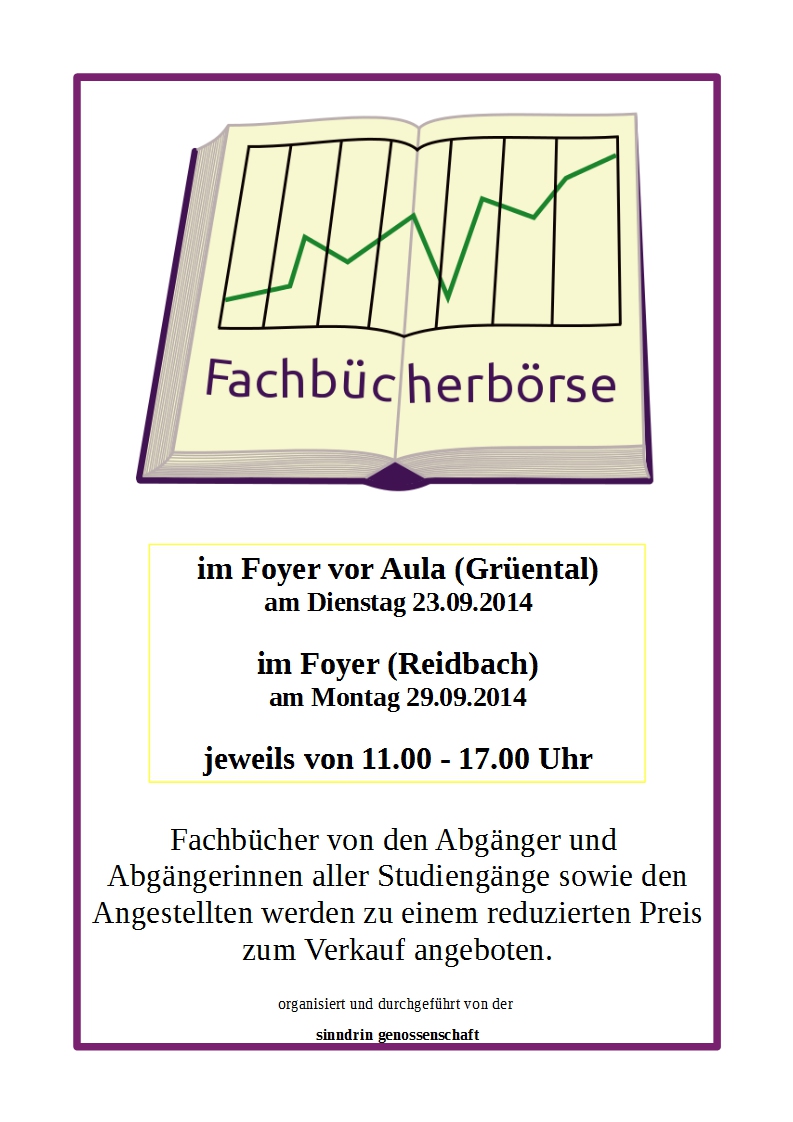 Fachbücherbörse
im Foyer vor Aula (Grüental)
am Dienstag 23.09.2014
im Foyer (Reidbach)
am Montag 29.09.2014
jeweils von 11.00 - 17.00 Uhr
Fachbücher von den Abgänger und
Abgängerinnen aller Studiengänge sowie den
Angestellten werden zu einem reduzierten Preis
zum Verkauf angeboten.
organisiert und durchgeführt von der
sinndrin genossenschaft